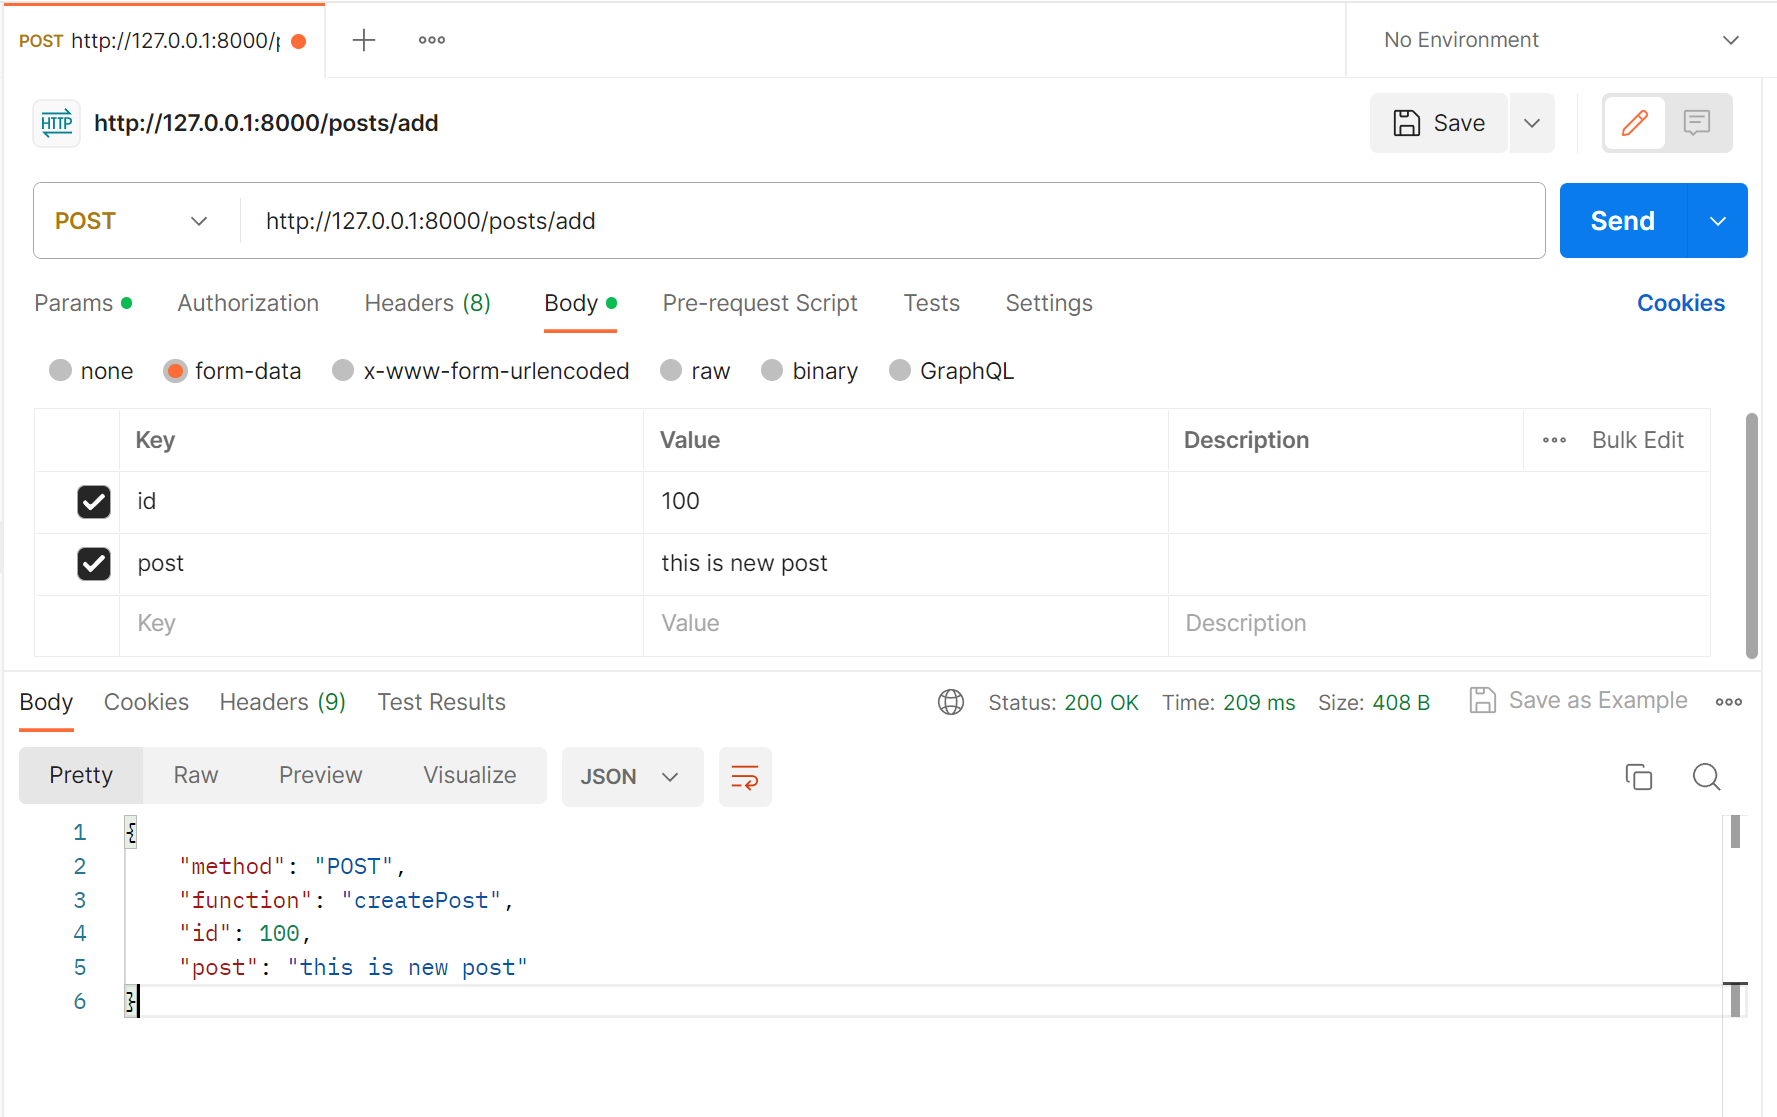 POST http://127.0.0.1:8000/p
No Environment
HTTP http://127.0.0.1:8000/posts/add
Save
POST http://127.0.0.1:8000/posts/add
Send
Params Authorization Headers (8) Body Pre-request Script Tests Settings Cookies
none form-data x-www-form-urlencoded raw binary GraphQL
Key Value Description Bulk Edit
id 100
post this is new post
Key Value Description
Body Cookies Headers (9) Test Results Status: 200 OK Time: 209 ms Size: 408 B Save as Example
Pretty Raw Preview Visualize JSON
1 {
2 "method": "POST",
3 "function": "createPost",
4 "id": 100,
5 "post": "this is new post"
6 }